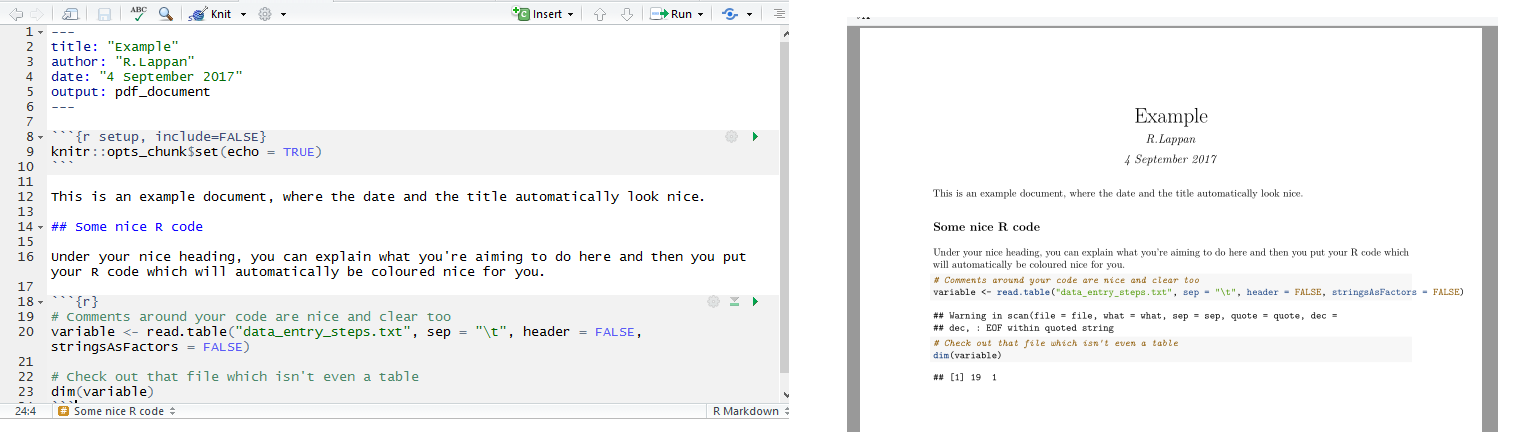 ABC
Knit
Insert
Run
1 ---
2 title: "Example"
3 author: "R.Lappan"
4 date: "4 September 2017"
5 output: pdf_document
6 ---
7
8 ```{r setup, include=FALSE}
9 knitr::opts_chunk$set(echo = TRUE)
10 ```
11
12 This is an example document, where the date and the title automatically look nice.
13
14 ## Some nice R code
15
16 Under your nice heading, you can explain what you're aiming to do here and then you put
your R code which will automatically be coloured nice for you.
17
18 ```{r}
19 # Comments around your code are nice and clear too
20 variable <- read.table("data_entry_steps.txt", sep = "\t", header = FALSE,
stringsAsFactors = FALSE)
21
22 # Check out that file which isn't even a table
23 dim(variable)
24:4 # Some nice R code R Markdown
Example
R.Lappan
4 September 2017
This is an example document, where the date and the title automatically look nice.
Some nice R code
Under your nice heading, you can explain what you're aiming to do here and then you put your R code which
will automatically be coloured nice for you.
# Comments around your code are nice and clear too
variable <- read.table("data_entry_steps.txt", sep = "\t", header = FALSE, stringsAsFactors = FALSE)
## Warning in scan(file = file, what = what, sep = sep, quote = quote, dec =
## dec, : EOF within quoted string
# Check out that file which isn't even a table
dim(variable)
## [1] 19 1